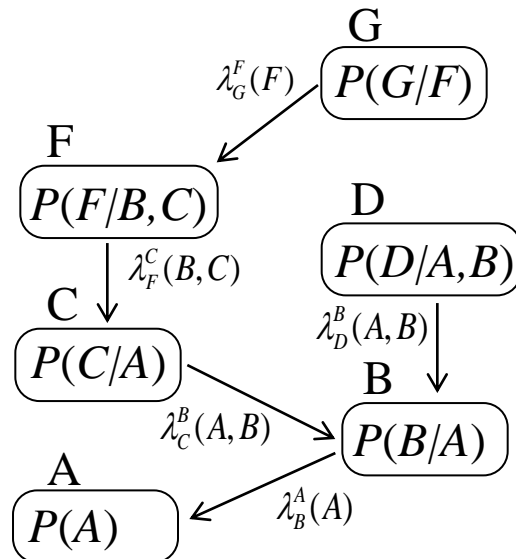 G
λ_G^F(F)
P(G/F)
F
P(F/B,C)
D
P(D/A,B)
λ_F^C(B,C)
C
λ_D^B(A,B)
P(C/A)
B
λ_C^B(A,B)
P(B/A)
A
λ_B^A(A)
P(A)